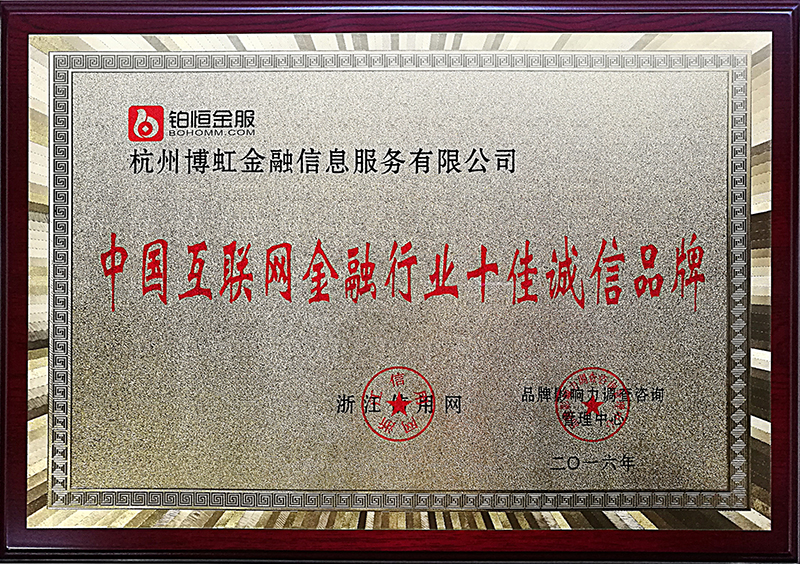 铂恒金服
BOHOMM.COM
杭州博虹金融信息服务有限公司
中国互联网金融行业十佳诚信品牌
浙江信用网
品牌影响力调查咨询
管理中心
二〇一六年